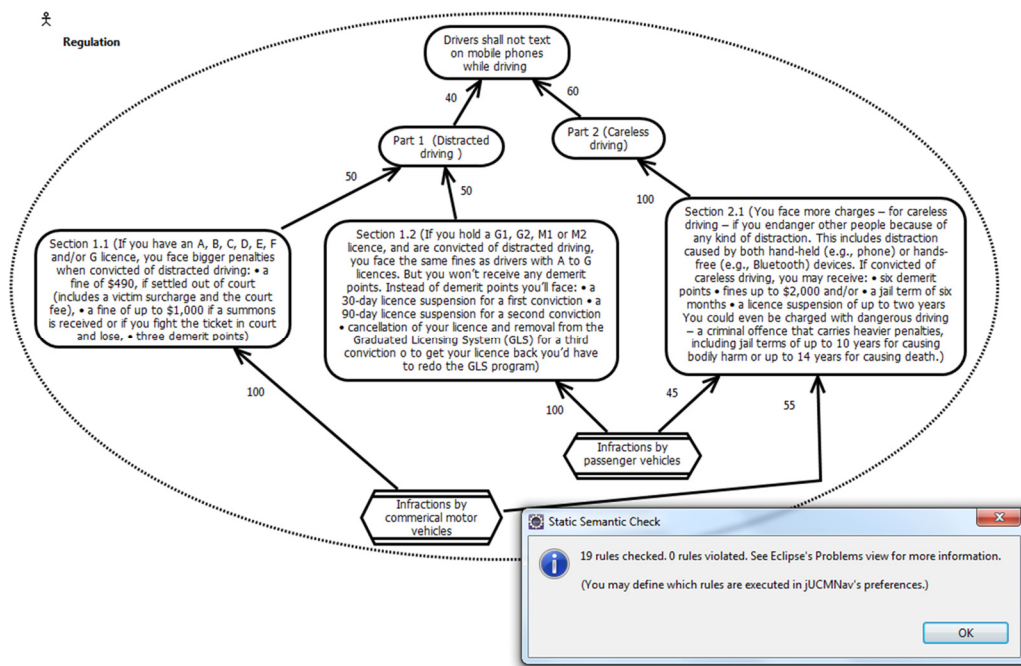 Regulation
Drivers shall not text
on mobile phones
while driving
40
60
Part 1 (Distracted
driving )
Part 2 (Careless
driving)
50
50
100
Section 1.1 (If you have an A, B, C, D, E, F
and/or G licence, you face bigger penalties
when convicted of distracted driving: • a
fine of $490, if settled out of court
(includes a victim surcharge and the court
fee), • a fine of up to $1,000 if a summons
is received or if you fight the ticket in court
and lose, • three demerit points)
Section 1.2 (If you hold a G1, G2, M1 or M2
licence, and are convicted of distracted driving,
you face the same fines as drivers with A to G
licences. But you won't receive any demerit
points. Instead of demerit points you'll face: • a
30-day licence suspension for a first conviction • a
90-day licence suspension for a second conviction
• cancellation of your licence and removal from the
Graduated Licensing System (GLS) for a third
conviction o to get your licence back you'd have
to redo the GLS program)
Section 2.1 (You face more charges – for careless
driving – if you endanger other people because of
any kind of distraction. This includes distraction
caused by both hand-held (e.g., phone) or hands-
free (e.g., Bluetooth) devices. If convicted of
careless driving, you may receive: • six demerit
points • fines up to $2,000 and/or • a jail term of six
months • a licence suspension of up to two years
You could even be charged with dangerous driving
– a criminal offence that carries heavier penalties,
including jail terms of up to 10 years for causing
bodily harm or up to 14 years for causing death.)
100
100
45
55
Infractions by
passenger vehicles
Infractions by
commerical motor
vehicles
Static Semantic Check
19 rules checked. 0 rules violated. See Eclipse's Problems view for more information.
(You may define which rules are executed in jUCMNav's preferences.)
OK